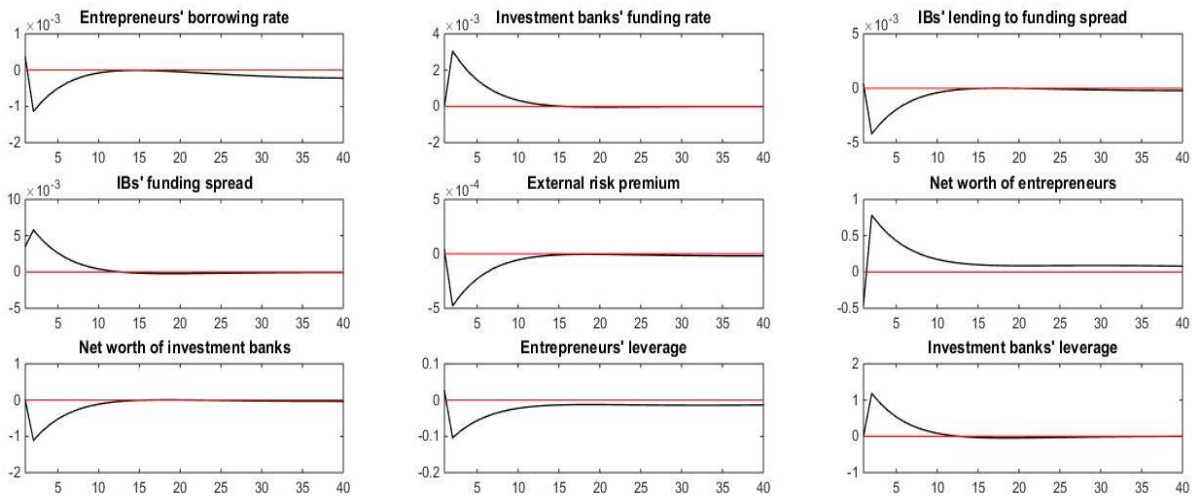 Entrepreneurs' borrowing rate
1 ×10⁻³
0
-1
-2
5 10 15 20 25 30 35 40
Investment banks' funding rate
4 ×10⁻³
2
0
-2
5 10 15 20 25 30 35 40
IBs' lending to funding spread
5 ×10⁻³
0
-5
5 10 15 20 25 30 35 40
IBs' funding spread
10 ×10⁻³
5
0
-5
5 10 15 20 25 30 35 40
External risk premium
5 ×10⁻⁴
0
-5
5 10 15 20 25 30 35 40
Net worth of entrepreneurs
1
0.5
0
-0.5
5 10 15 20 25 30 35 40
Net worth of investment banks
1
0
-1
-2
5 10 15 20 25 30 35 40
Entrepreneurs' leverage
0.1
0
-0.1
-0.2
5 10 15 20 25 30 35 40
Investment banks' leverage
2
1
0
-1
5 10 15 20 25 30 35 40